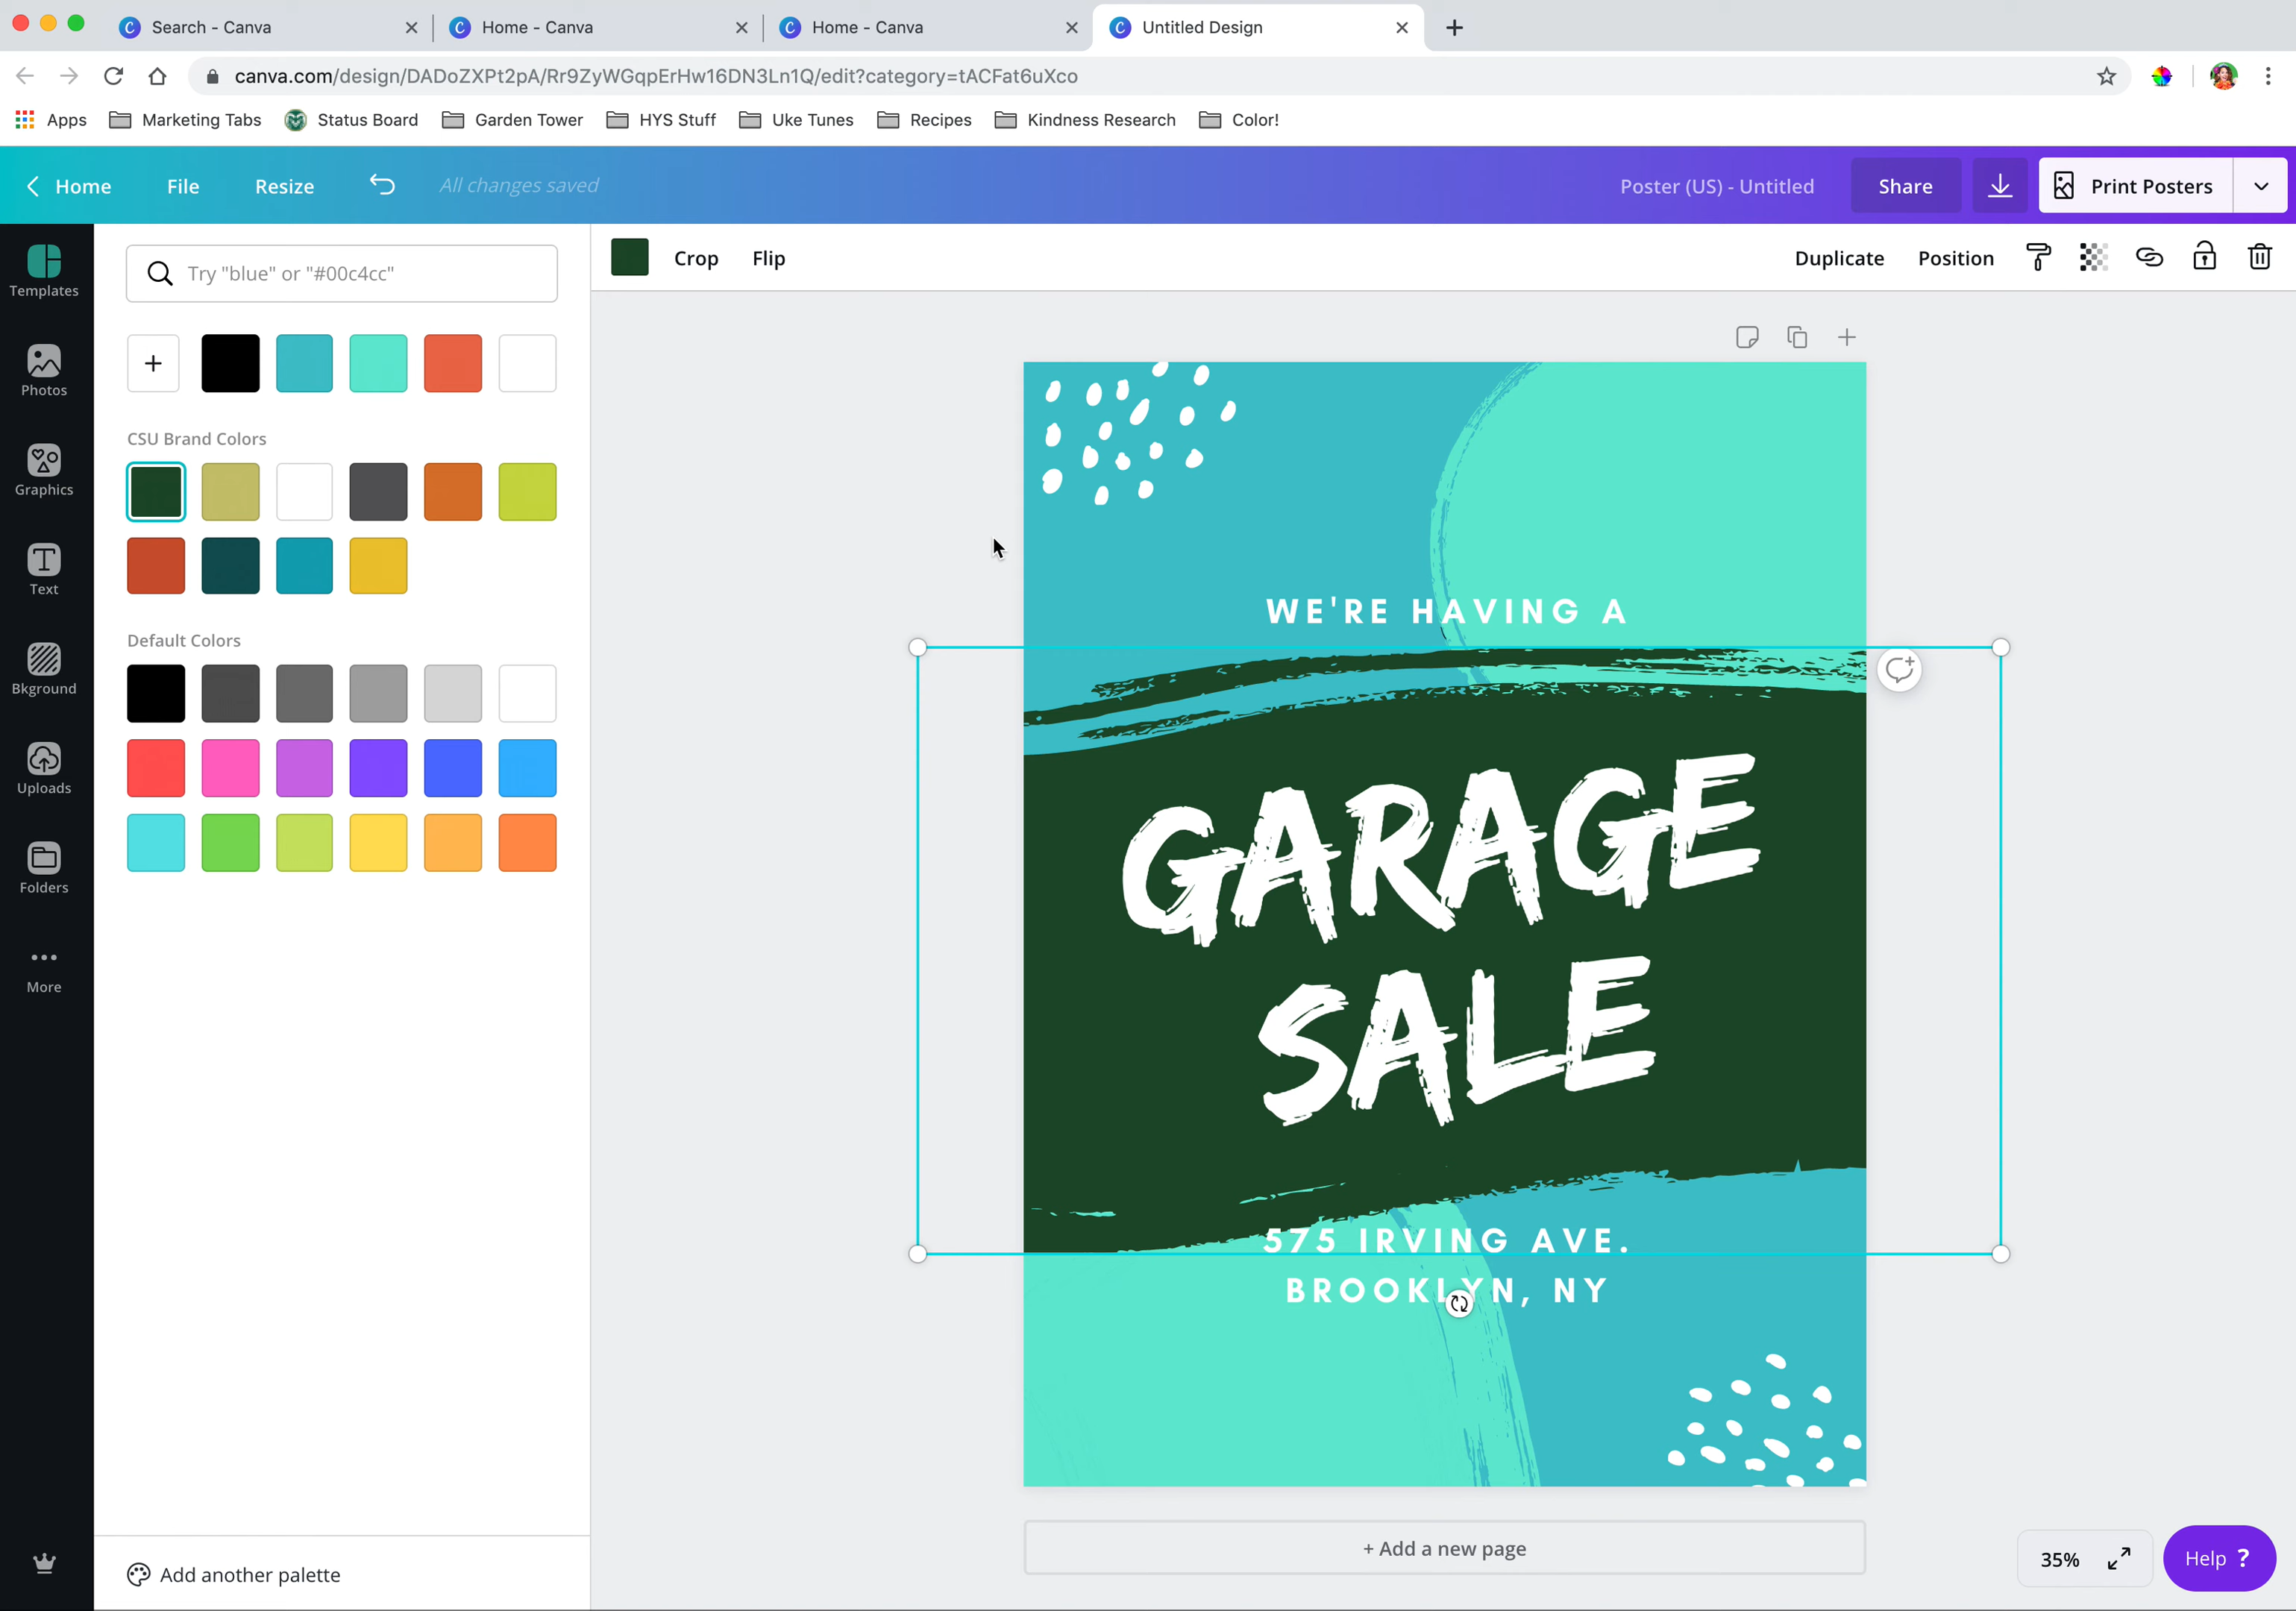 Search - Canva
Home - Canva
Home - Canva
Untitled Design
canva.com/design/DADoZXPt2pA/Rr9ZyWGqpErHw16DN3Ln1Q/edit?category=tACFat6uXco
Apps Marketing Tabs Status Board Garden Tower HYS Stuff Uke Tunes Recipes Kindness Research Color!
Home File Resize All changes saved Poster (US) - Untitled Share Print Posters
Templates
Photos
Graphics
Text
Bkground
Uploads
Folders
More
Try "blue" or "#00c4cc"
CSU Brand Colors
Default Colors
Add another palette
Crop Flip Duplicate Position
WE'RE HAVING A
GARAGE
SALE
575 IRVING AVE.
BROOKLYN, NY
+ Add a new page
35%
Help ?